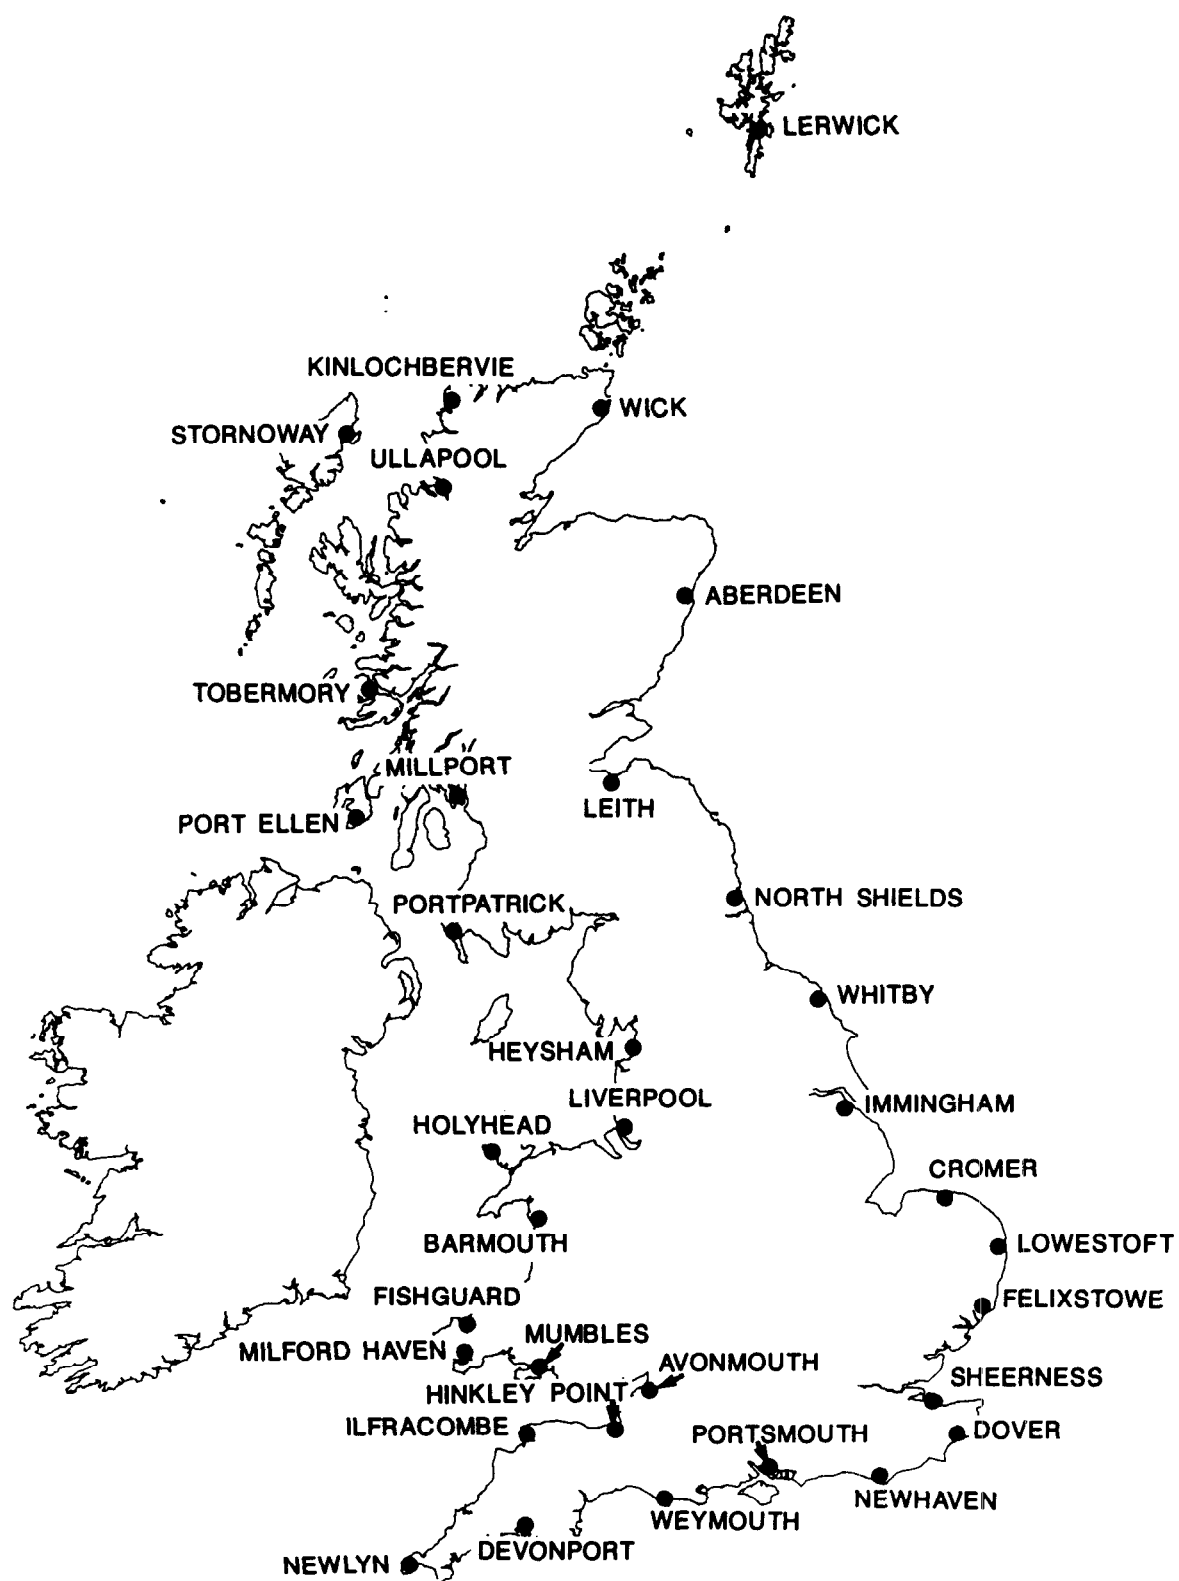 LERWICK
KINLOCHBERVIE
WICK
STORNOWAY
ULLAPOOL
ABERDEEN
TOBERMORY
MILLPORT
LEITH
PORT ELLEN
NORTH SHIELDS
PORTPATRICK
WHITBY
HEYSHAM
LIVERPOOL
IMMINGHAM
HOLYHEAD
CROMER
BARMOUTH
LOWESTOFT
FISHGUARD
FELIXSTOWE
MUMBLES
MILFORD HAVEN
AVONMOUTH
SHEERNESS
HINKLEY POINT
ILFRACOMBE
PORTSMOUTH
DOVER
NEWHAVEN
WEYMOUTH
DEVONPORT
NEWLYN